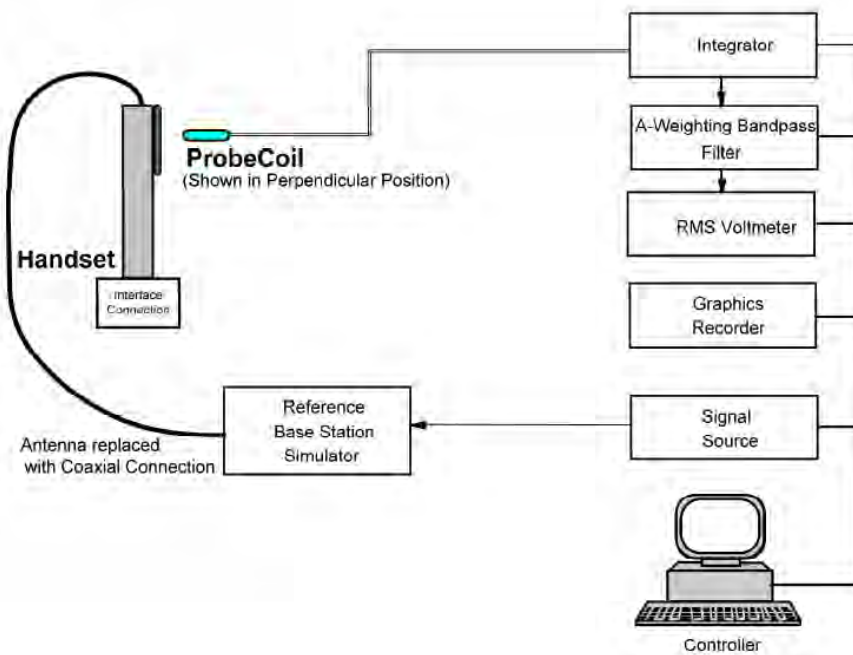 Integrator
A-Weighting Bandpass
Filter
ProbeCoil
(Shown in Perpendicular Position)
RMS Voltmeter
Handset
Interface
Connection
Graphics
Recorder
Reference
Base Station
Simulator
Signal
Source
Antenna replaced
with Coaxial Connection
Controller